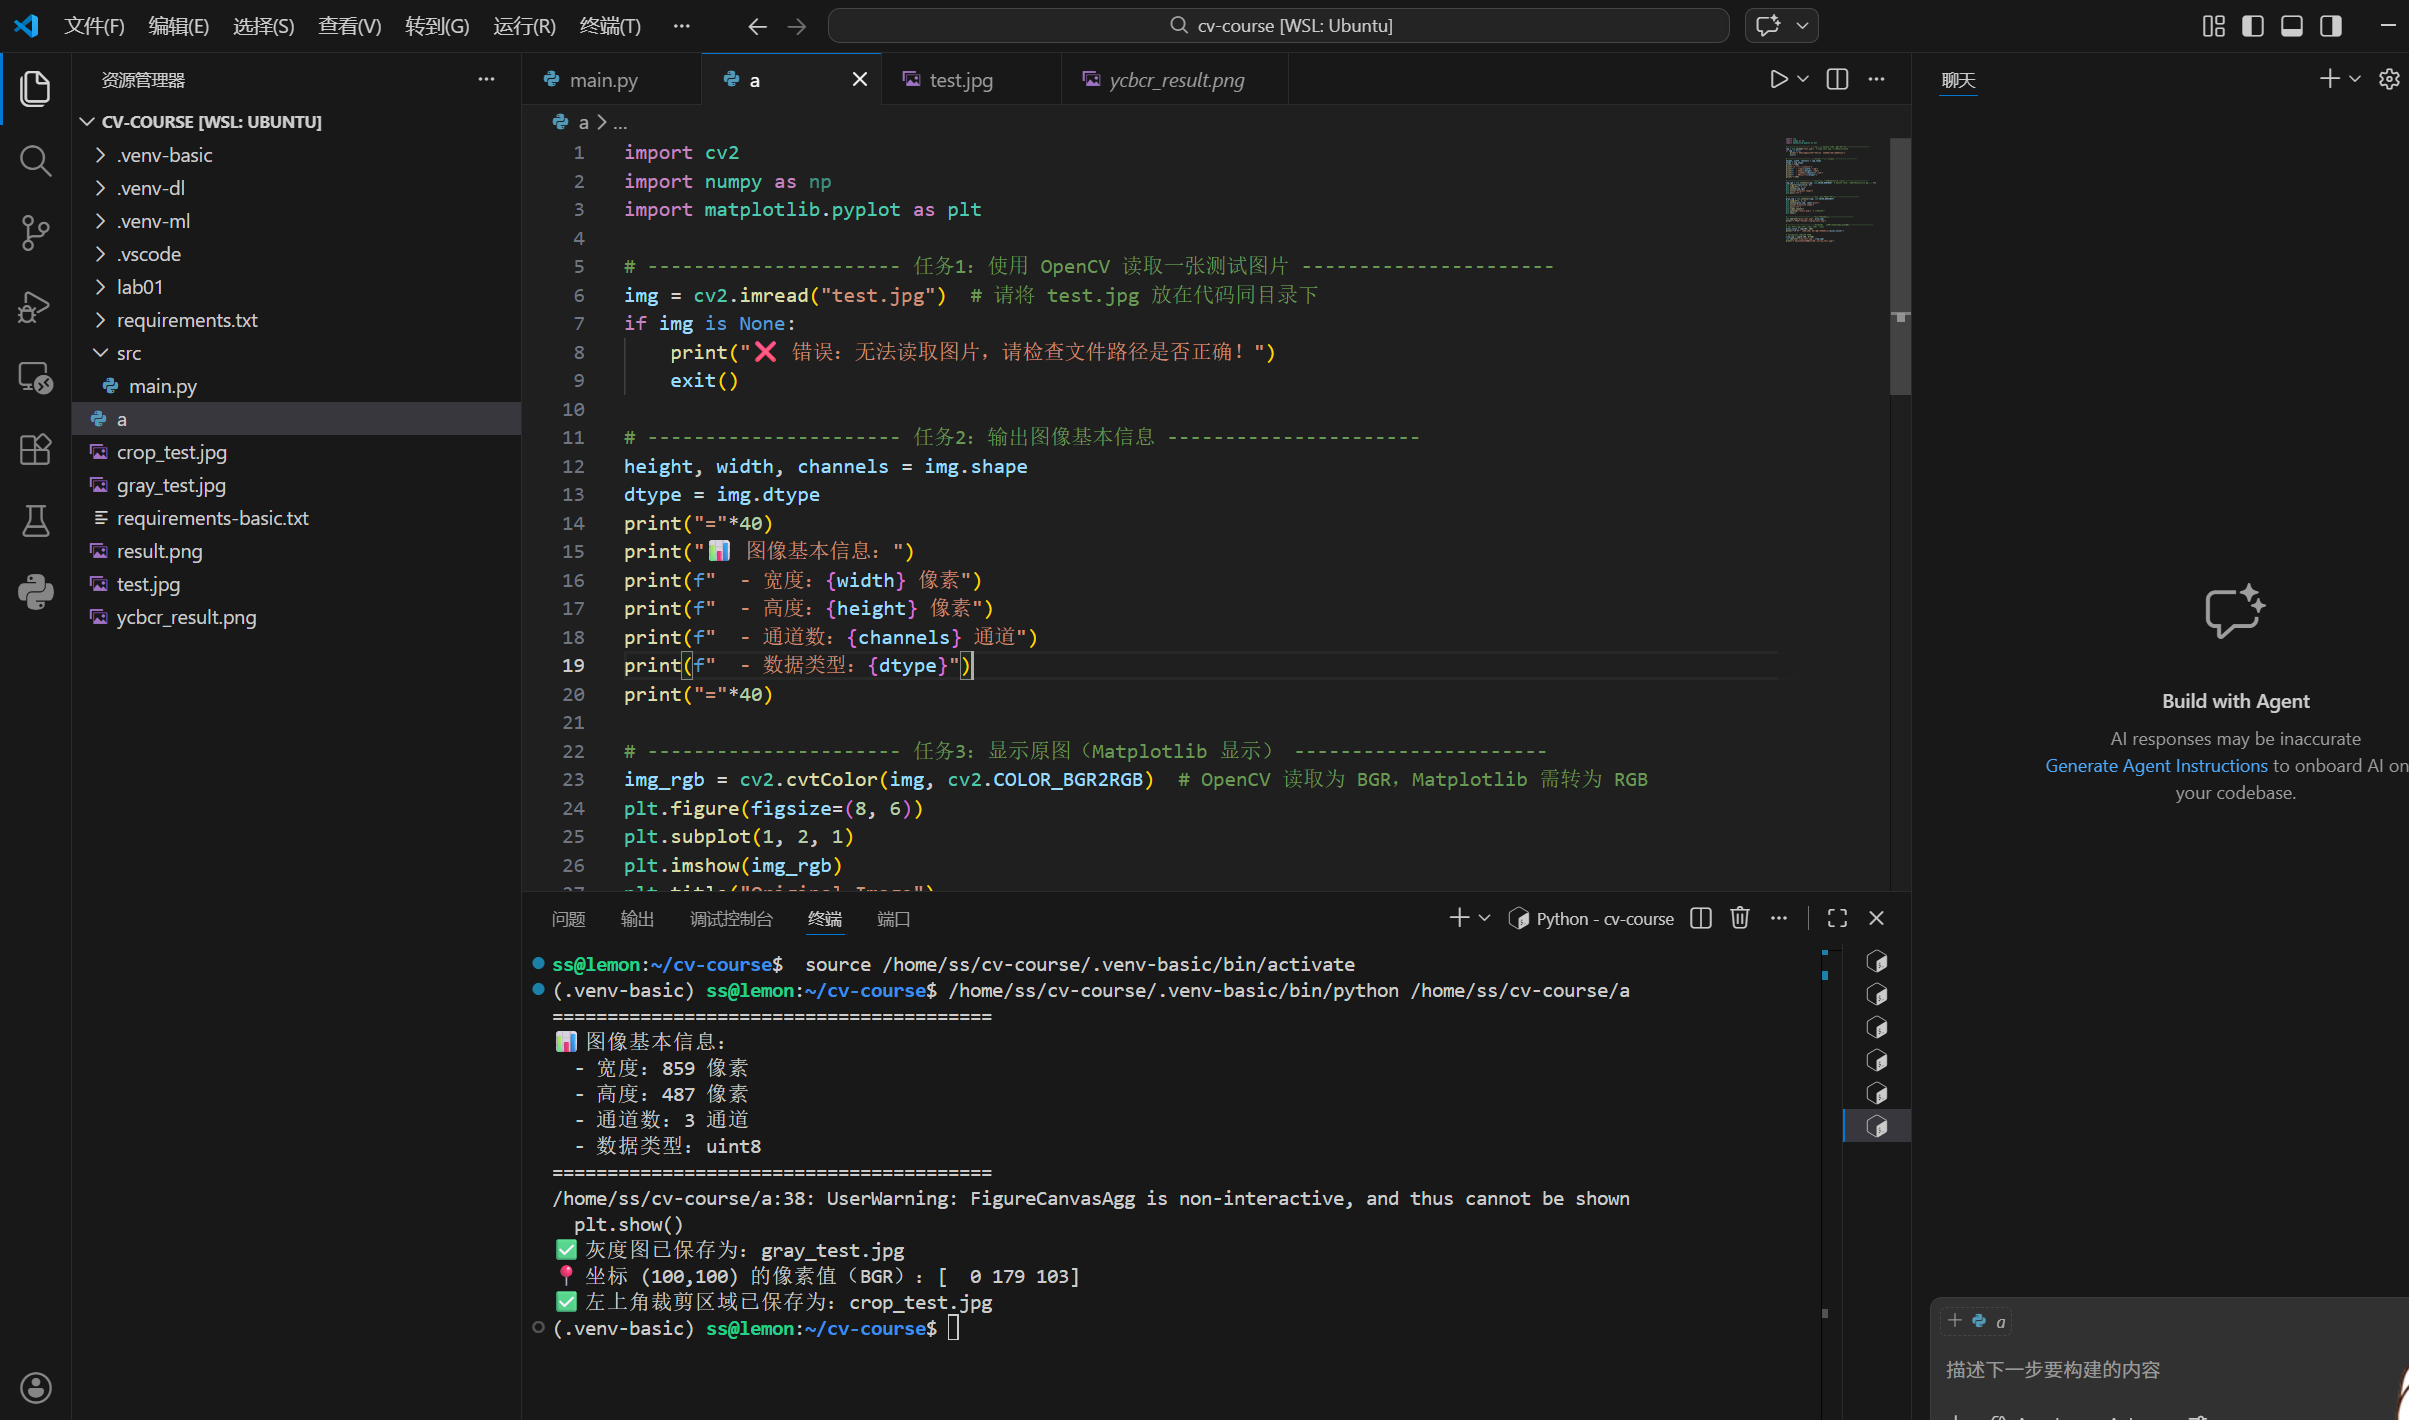 文件(F) 编辑(E) 选择(S) 查看(V) 转到(G) 运行(R) 终端(T) ··· cv-course [WSL: Ubuntu]
资源管理器 ···
CV-COURSE [WSL: UBUNTU]
.venv-basic
.venv-dl
.venv-ml
.vscode
lab01
requirements.txt
src
main.py
a
crop_test.jpg
gray_test.jpg
requirements-basic.txt
result.png
test.jpg
ycbcr_result.png
main.py a test.jpg ycbcr_result.png
a > ...
1 import cv2
2 import numpy as np
3 import matplotlib.pyplot as plt
4
5 # ---------------------- 任务1：使用 OpenCV 读取一张测试图片 ----------------------
6 img = cv2.imread("test.jpg")  # 请将 test.jpg 放在代码同目录下
7 if img is None:
8     print("❌ 错误：无法读取图片，请检查文件路径是否正确！")
9     exit()
10
11 # ---------------------- 任务2：输出图像基本信息 ----------------------
12 height, width, channels = img.shape
13 dtype = img.dtype
14 print("="*40)
15 print("📊 图像基本信息：")
16 print(f"  - 宽度：{width} 像素")
17 print(f"  - 高度：{height} 像素")
18 print(f"  - 通道数：{channels} 通道")
19 print(f"  - 数据类型：{dtype}")
20 print("="*40)
21
22 # ---------------------- 任务3：显示原图（Matplotlib 显示） ----------------------
23 img_rgb = cv2.cvtColor(img, cv2.COLOR_BGR2RGB)  # OpenCV 读取为 BGR，Matplotlib 需转为 RGB
24 plt.figure(figsize=(8, 6))
25 plt.subplot(1, 2, 1)
26 plt.imshow(img_rgb)
27 plt.title("Original Image")
问题 输出 调试控制台 终端 端口 Python - cv-course
ss@lemon:~/cv-course$  source /home/ss/cv-course/.venv-basic/bin/activate
(.venv-basic) ss@lemon:~/cv-course$ /home/ss/cv-course/.venv-basic/bin/python /home/ss/cv-course/a
========================================
📊 图像基本信息：
  - 宽度：859 像素
  - 高度：487 像素
  - 通道数：3 通道
  - 数据类型：uint8
========================================
/home/ss/cv-course/a:38: UserWarning: FigureCanvasAgg is non-interactive, and thus cannot be shown
  plt.show()
✅ 灰度图已保存为：gray_test.jpg
📍 坐标 (100,100) 的像素值（BGR）：[  0 179 103]
✅ 左上角裁剪区域已保存为：crop_test.jpg
(.venv-basic) ss@lemon:~/cv-course$
聊天
Build with Agent
AI responses may be inaccurate
Generate Agent Instructions to onboard AI on
your codebase.
a
描述下一步要构建的内容